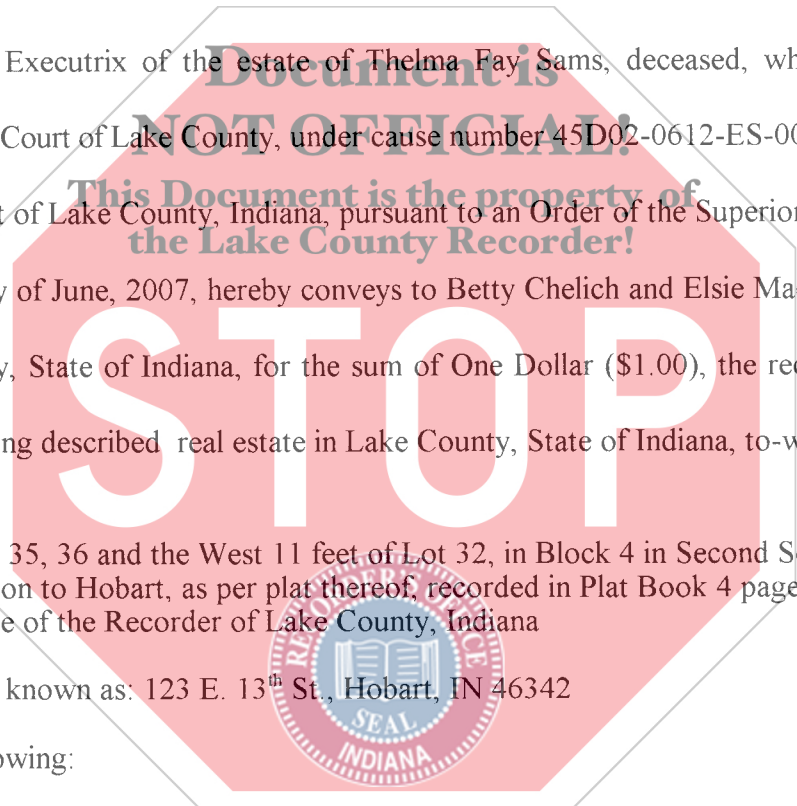 Document is
Executrix of the estate of Thelma Fay Sams, deceased, wh
NOT OFFICIAL!
Court of Lake County, under cause number 45D02-0612-ES-00
This Document is the property of
t of Lake County, Indiana, pursuant to an Order of the Superior
the Lake County Recorder!
y of June, 2007, hereby conveys to Betty Chelich and Elsie Ma
STOP
y, State of Indiana, for the sum of One Dollar ($1.00), the re
ng described real estate in Lake County, State of Indiana, to-w
35, 36 and the West 11 feet of Lot 32, in Block 4 in Second S
on to Hobart, as per plat thereof, recorded in Plat Book 4 page
e of the Recorder of Lake County, Indiana
known as: 123 E. 13th St., Hobart, IN 46342
RECORDERS OFFICE
SEAL
INDIANA
owing: